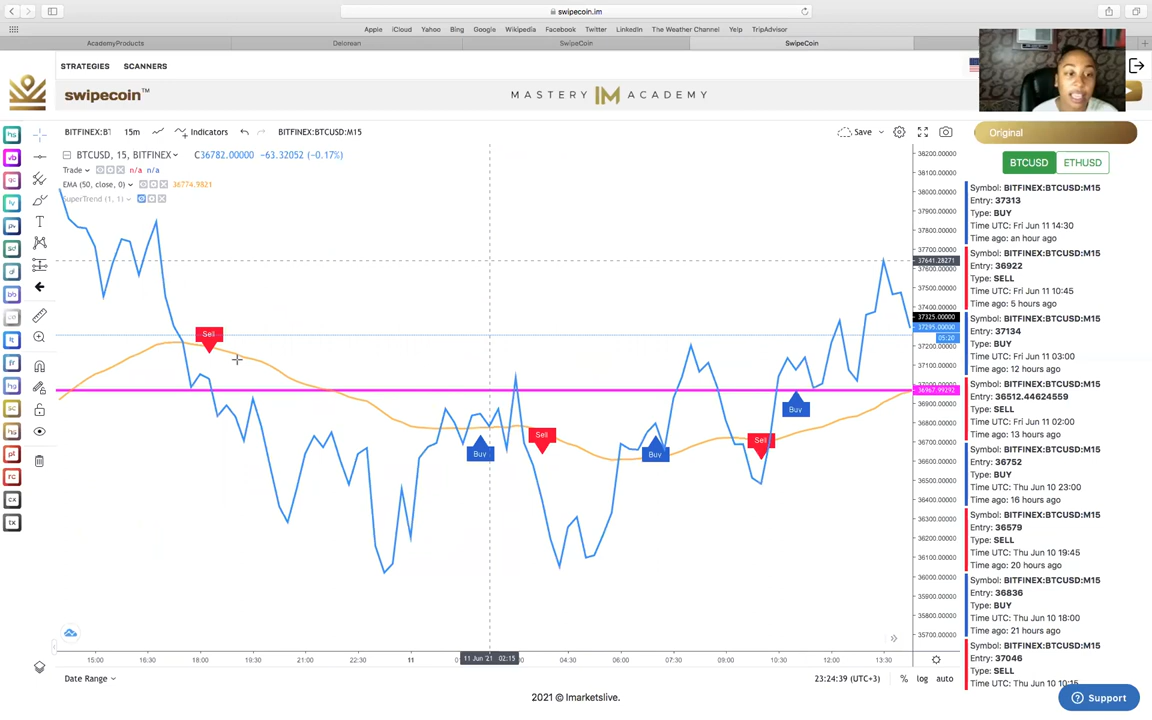 swipecoin.im
Apple iCloud Yahoo Bing Google Wikipedia Facebook Twitter LinkedIn The Weather Channel Yelp TripAdvisor
AcademyProducts Delorean SwipeCoin SwipeCoin
STRATEGIES SCANNERS
swipecoin™
MASTERY IM ACADEMY
BITFINEX:B 15m Indicators BITFINEX:BTCUSD:M15 Save
Original
BTCUSD, 15, BITFINEX C36782.00000 -63.32052 (-0.17%)
Trade n/a n/a
EMA (50, close, 0) 36774.9821
SuperTrend (1, 1)
BTCUSD ETHUSD
Symbol: BITFINEX:BTCUSD:M15
Entry: 37313
Type: BUY
Time UTC: Fri Jun 11 14:30
Time ago: an hour ago
Symbol: BITFINEX:BTCUSD:M15
Entry: 36922
Type: SELL
Time UTC: Fri Jun 11 10:45
Time ago: 5 hours ago
Symbol: BITFINEX:BTCUSD:M15
Entry: 37134
Type: BUY
Time UTC: Fri Jun 11 03:00
Time ago: 12 hours ago
Symbol: BITFINEX:BTCUSD:M15
Entry: 36512.44624559
Type: SELL
Time UTC: Fri Jun 11 02:00
Time ago: 13 hours ago
Symbol: BITFINEX:BTCUSD:M15
Entry: 36752
Type: BUY
Time UTC: Thu Jun 10 23:00
Time ago: 16 hours ago
Symbol: BITFINEX:BTCUSD:M15
Entry: 36579
Type: SELL
Time UTC: Thu Jun 10 19:45
Time ago: 20 hours ago
Symbol: BITFINEX:BTCUSD:M15
Entry: 36836
Type: BUY
Time UTC: Thu Jun 10 18:00
Time ago: 21 hours ago
Symbol: BITFINEX:BTCUSD:M15
Entry: 37046
Type: SELL
Time UTC: Thu Jun 10 10:15
Support
38200.00000
38100.00000
38000.00000
37900.00000
37800.00000
37700.00000
37641.28271
37600.00000
37500.00000
37400.00000
37325.00000
37295.00000
05:20
37200.00000
37100.00000
37000.00000
36967.99292
36900.00000
36800.00000
36700.00000
36600.00000
36500.00000
36400.00000
36300.00000
36200.00000
36100.00000
36000.00000
35900.00000
35800.00000
35700.00000
Sell
Buy
Sell
Buy
Sell
Buy
15:00 16:30 18:00 19:30 21:00 22:30 11 11 Jun '21 02:15 04:30 06:00 07:30 09:00 10:30 12:00 13:30
Date Range 23:24:39 (UTC+3) % log auto
2021 © Imarketslive.